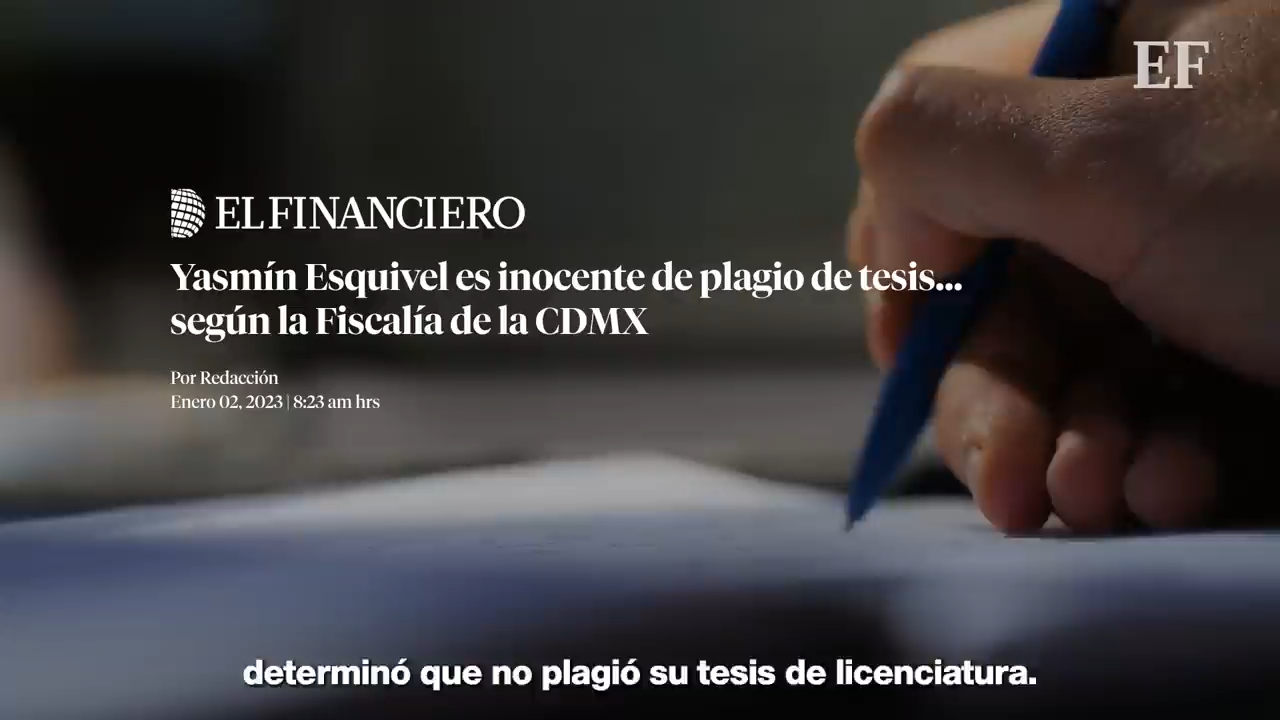 EF
EL FINANCIERO
Yasmín Esquivel es inocente de plagio de tesis...
según la Fiscalía de la CDMX
Por Redacción
Enero 02, 2023 | 8:23 am hrs
determinó que no plagió su tesis de licenciatura.